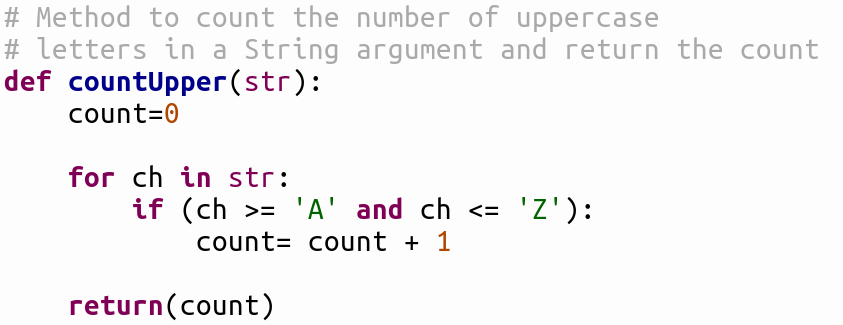 # Method to count the number of uppercase
# letters in a String argument and return the count
def countUpper(str):
    count=0

    for ch in str:
        if (ch >= 'A' and ch <= 'Z'):
            count= count + 1

    return(count)